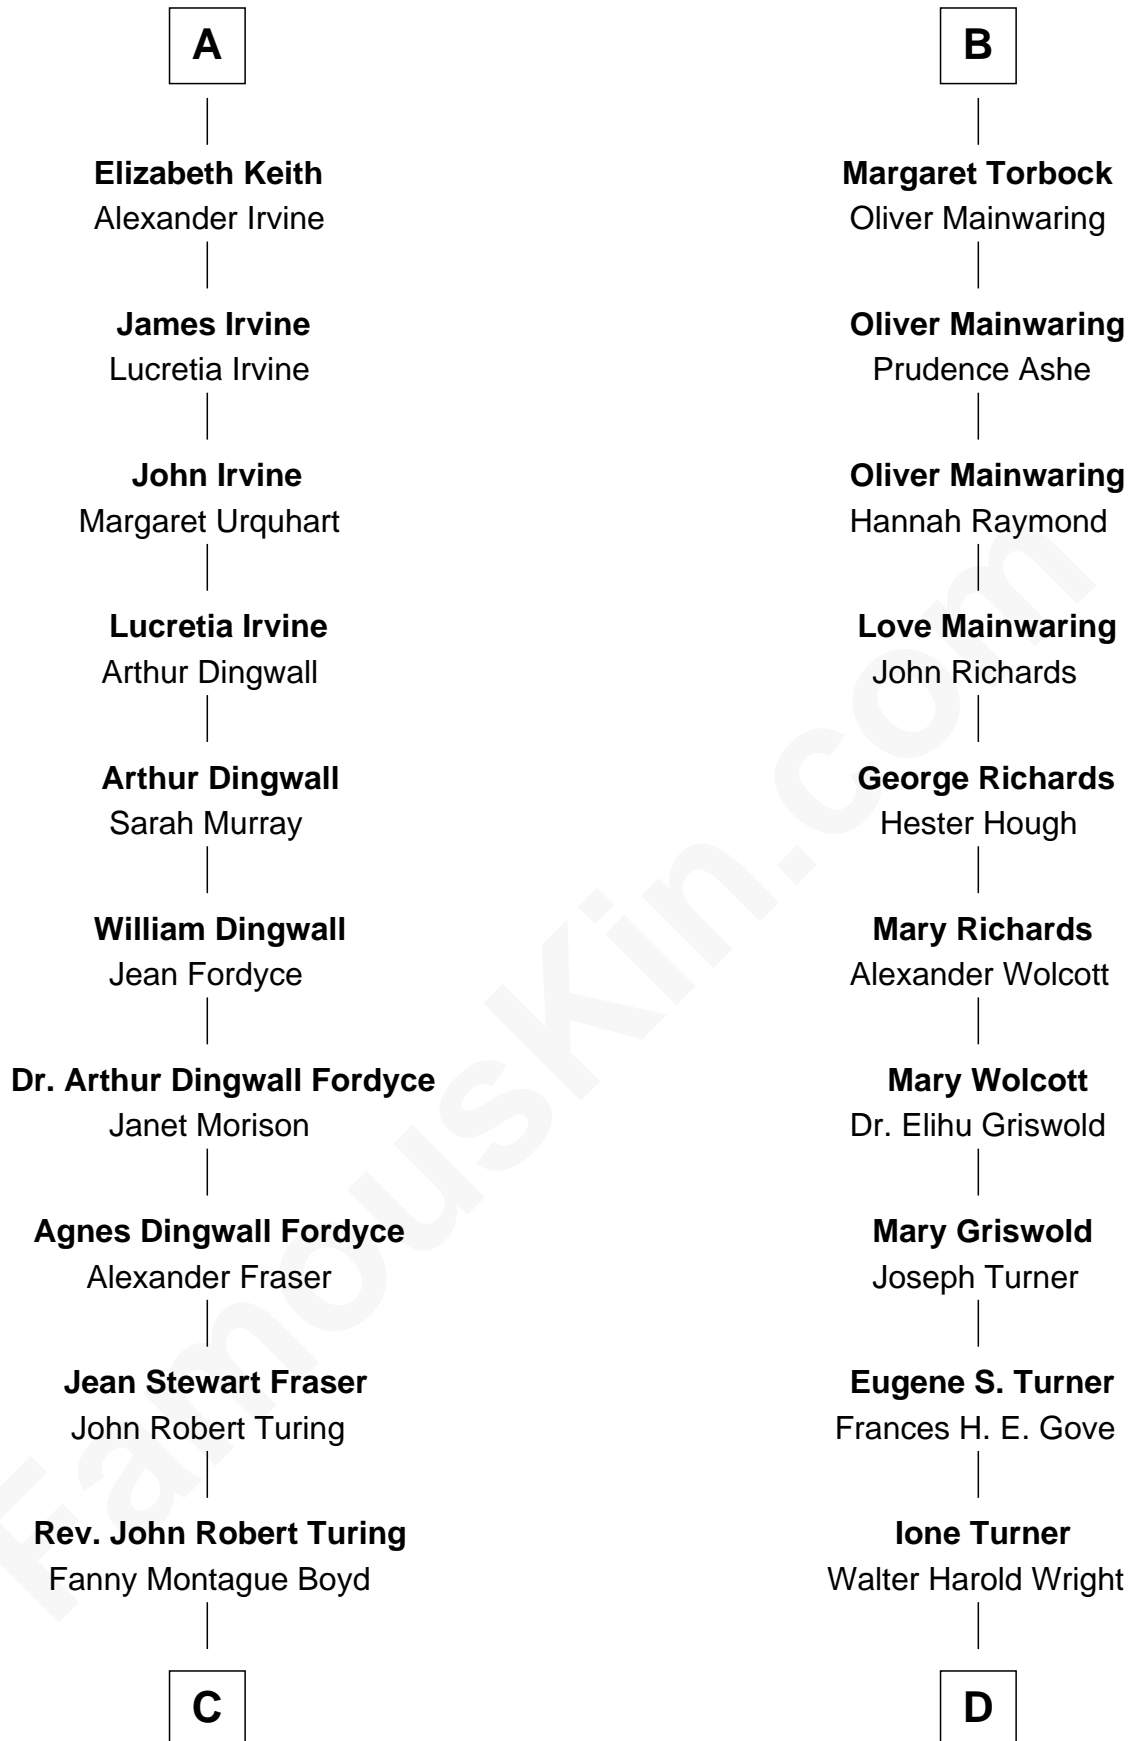 A
Elizabeth Keith
Alexander Irvine
James Irvine
Lucretia Irvine
John Irvine
Margaret Urquhart
Lucretia Irvine
Arthur Dingwall
Arthur Dingwall
Sarah Murray
William Dingwall
Jean Fordyce
Dr. Arthur Dingwall Fordyce
Janet Morison
Agnes Dingwall Fordyce
Alexander Fraser
Jean Stewart Fraser
John Robert Turing
Rev. John Robert Turing
Fanny Montague Boyd
C
B
Margaret Torbock
Oliver Mainwaring
Oliver Mainwaring
Prudence Ashe
Oliver Mainwaring
Hannah Raymond
Love Mainwaring
John Richards
George Richards
Hester Hough
Mary Richards
Alexander Wolcott
Mary Wolcott
Dr. Elihu Griswold
Mary Griswold
Joseph Turner
Eugene S. Turner
Frances H. E. Gove
Ione Turner
Walter Harold Wright
D
FamousKin.com